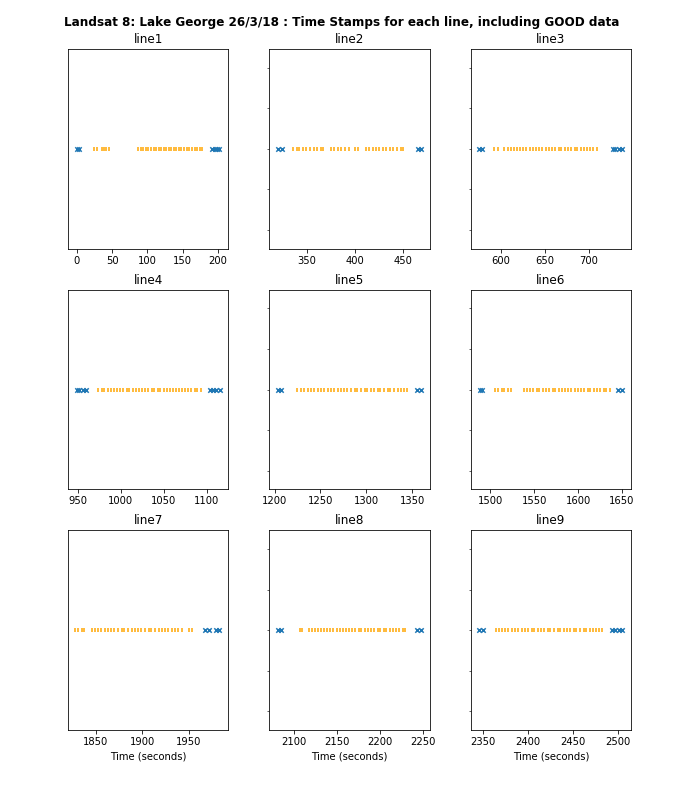 Landsat 8: Lake George 26/3/18 : Time Stamps for each line, including GOOD data
line1 line2 line3
0 50 100 150 200 350 400 450 600 650 700
line4 line5 line6
950 1000 1050 1100 1200 1250 1300 1350 1500 1550 1600 1650
line7 line8 line9
1850 1900 1950 2100 2150 2200 2250 2350 2400 2450 2500
Time (seconds) Time (seconds) Time (seconds)